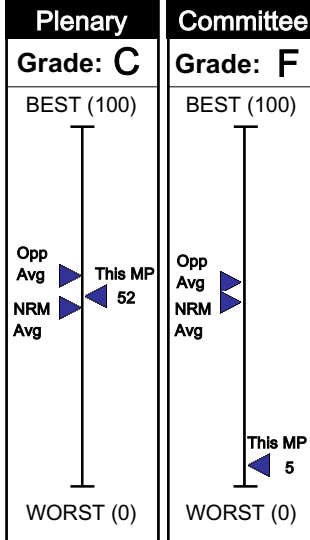 Plenary
Grade: C
BEST (100)
Opp
Avg
This MP
52
NRM
Avg
WORST (0)
Committee
Grade: F
BEST (100)
Opp
Avg
NRM
Avg
This MP
5
WORST (0)